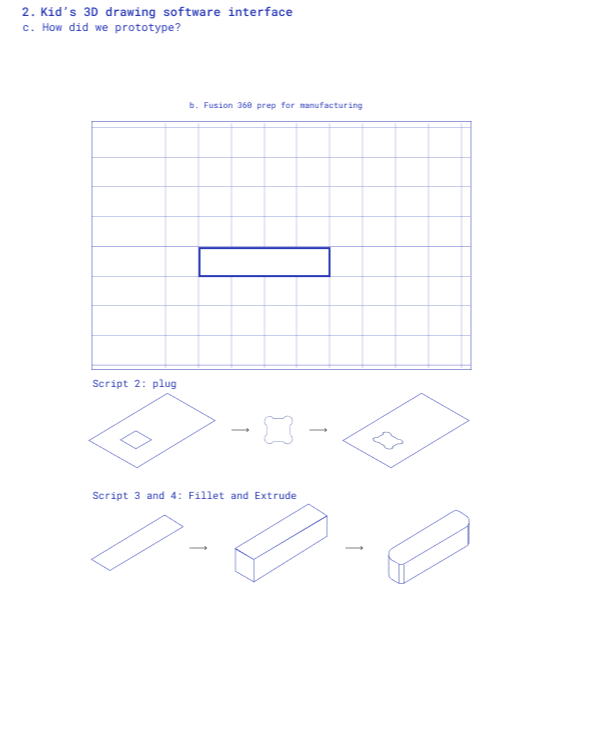 2. Kid's 3D drawing software interface
c. How did we prototype?
b. Fusion 360 prep for manufacturing
Script 2: plug
Script 3 and 4: Fillet and Extrude